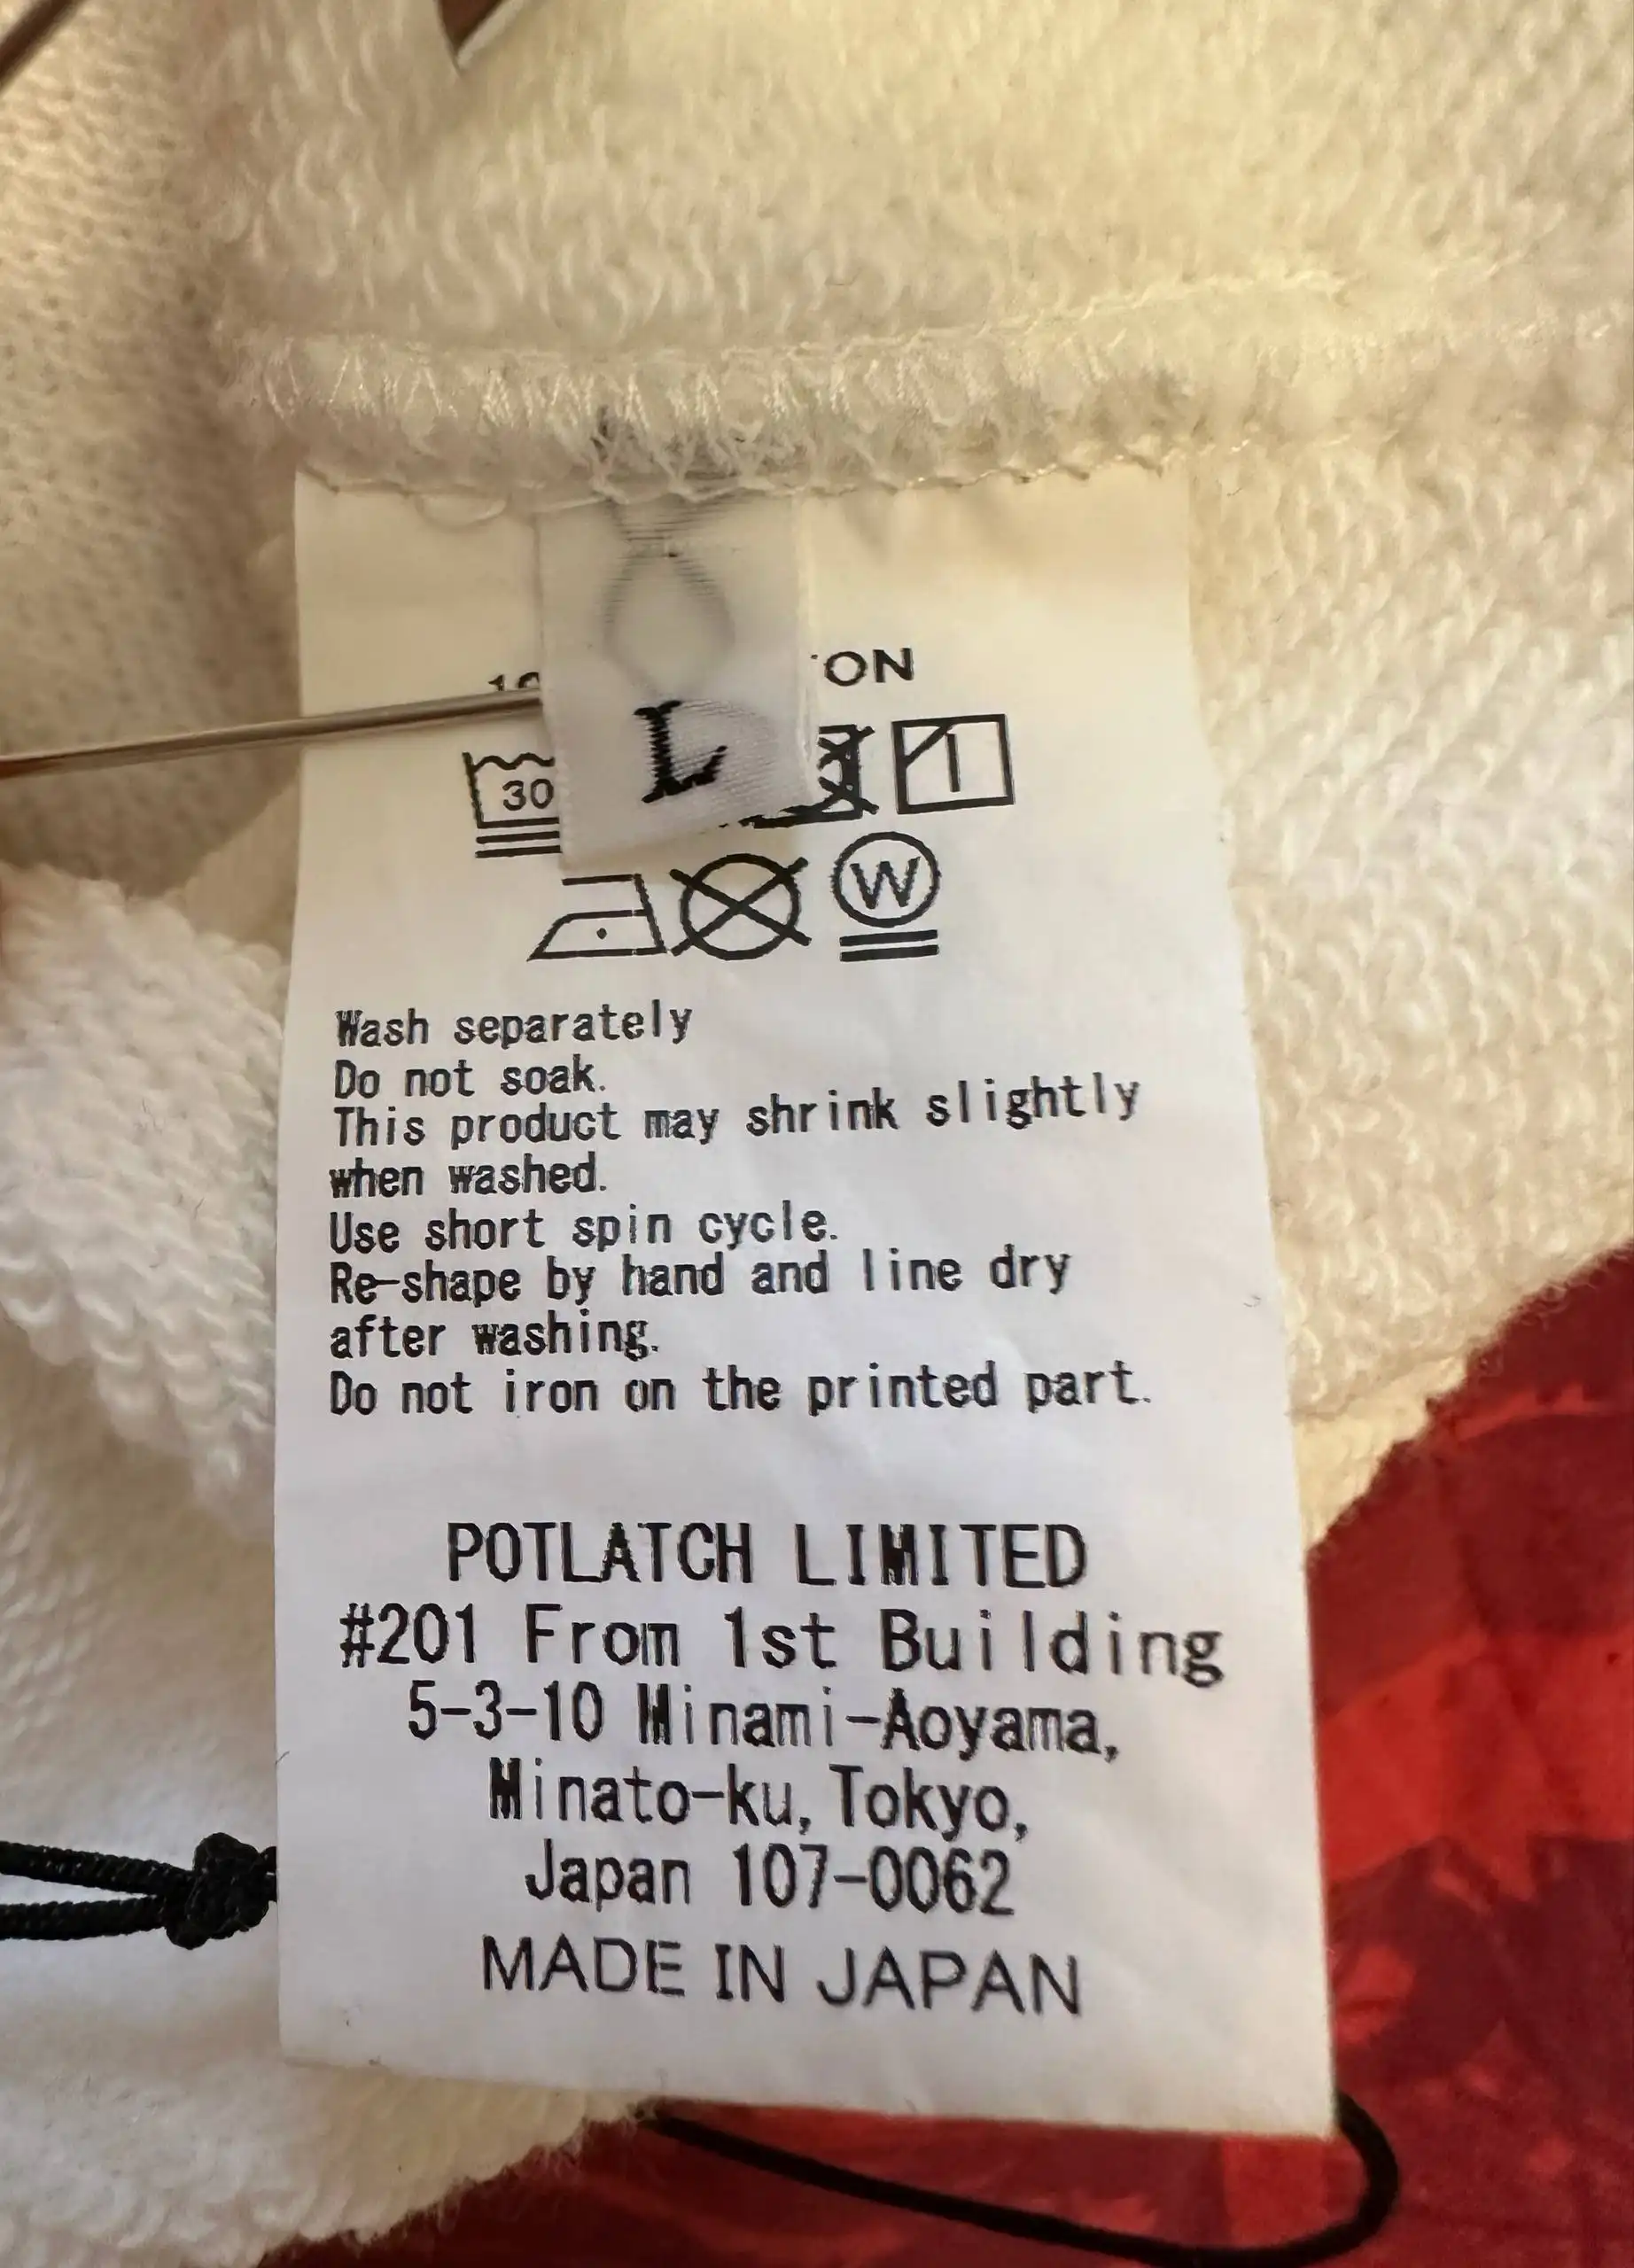 ON
L
30
W
Wash separately
Do not soak.
This product may shrink slightly
when washed.
Use short spin cycle.
Re-shape by hand and line dry
after washing.
Do not iron on the printed part.
POTLATCH LIMITED
#201 From 1st Building
5-3-10 Minami-Aoyama,
Minato-ku, Tokyo,
Japan 107-0062
MADE IN JAPAN